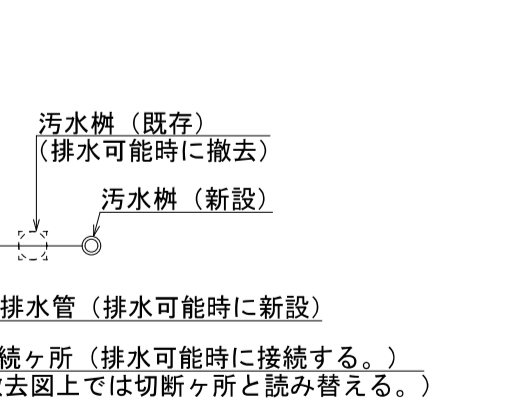 汚水桝（既存）
（排水可能時に撤去）
汚水桝（新設）
排水管（排水可能時に新設）
続ヶ所（排水可能時に接続する。）
去図上では切断ヶ所と読み替える。）